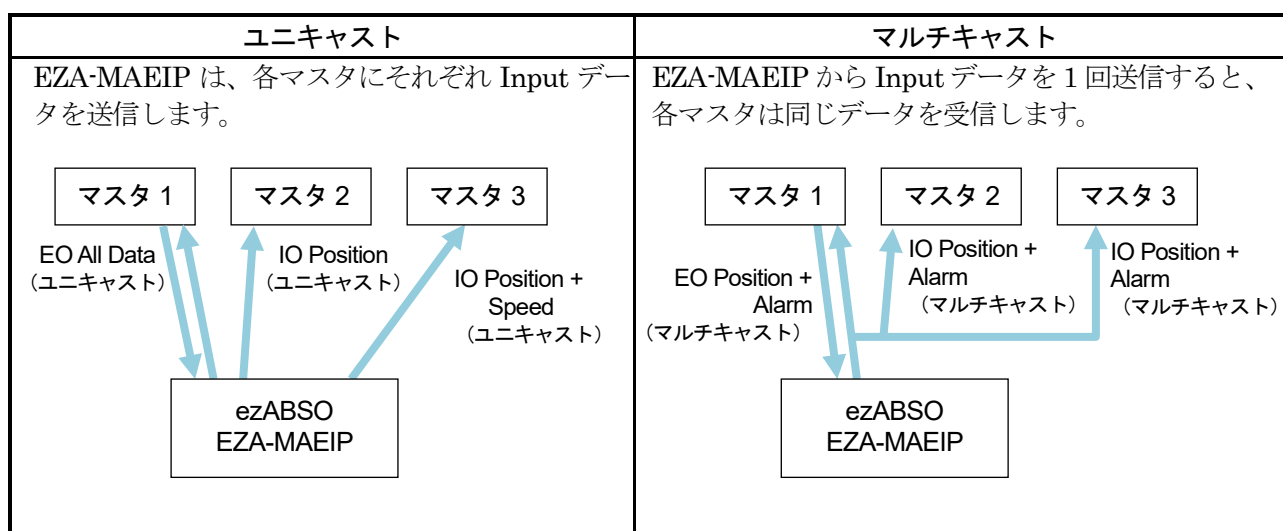 ユニキャスト
EZA-MAEIP は、各マスタにそれぞれ Input デー
タを送信します。
マスタ 1
マスタ 2
マスタ 3
EO All Data
（ユニキャスト）
IO Position
（ユニキャスト）
IO Position +
Speed
（ユニキャスト）
ezABSO
EZA-MAEIP
マルチキャスト
EZA-MAEIP から Input データを 1 回送信すると、
各マスタは同じデータを受信します。
マスタ 1
マスタ 2
マスタ 3
EO Position +
Alarm
（マルチキャスト）
IO Position +
Alarm
（マルチキャスト）
IO Position +
Alarm
（マルチキャスト）
ezABSO
EZA-MAEIP